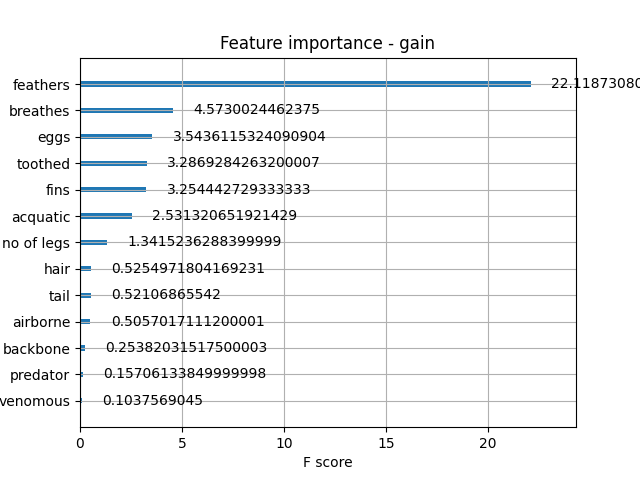 Feature importance - gain
feathers 22.11873080
breathes 4.5730024462375
eggs 3.5436115324090904
toothed 3.2869284263200007
fins 3.254442729333333
acquatic 2.531320651921429
no of legs 1.3415236288399999
hair 0.5254971804169231
tail 0.52106865542
airborne 0.5057017111200001
backbone 0.25382031517500003
predator 0.15706133849999998
venomous 0.1037569045
0 5 10 15 20
F score